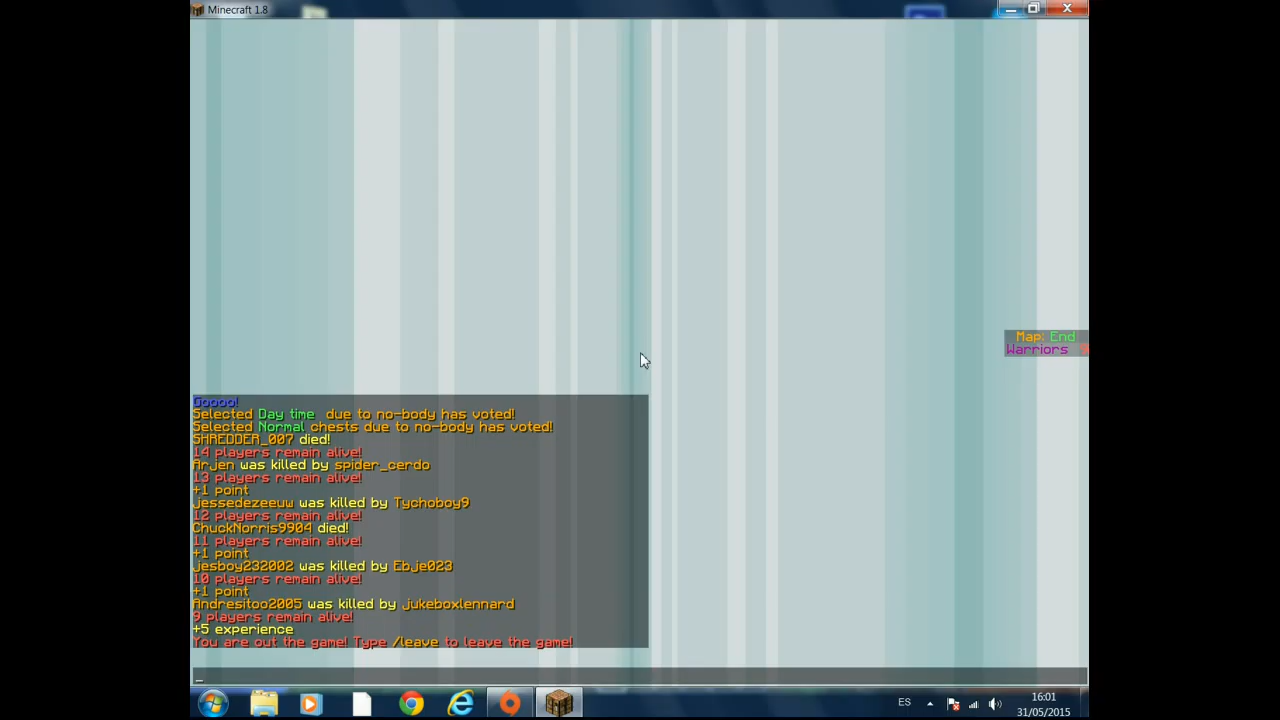 Minecraft 1.8
Map: End
Warriors
Goooo!
Selected Day time due to no-body has voted!
Selected Normal chests due to no-body has voted!
SHREDDER_007 died!
14 players remain alive!
Arjen was killed by spider_cerdo
13 players remain alive!
+1 point
jessedezeeuw was killed by Tychoboy9
12 players remain alive!
ChuckNorris9904 died!
11 players remain alive!
+1 point
jesboy232002 was killed by Ebje023
10 players remain alive!
+1 point
Andresitoo2005 was killed by jukeboxlennard
9 players remain alive!
+5 experience
You are out the game! Type /leave to leave the game!
_
ES
16:01
31/05/2015